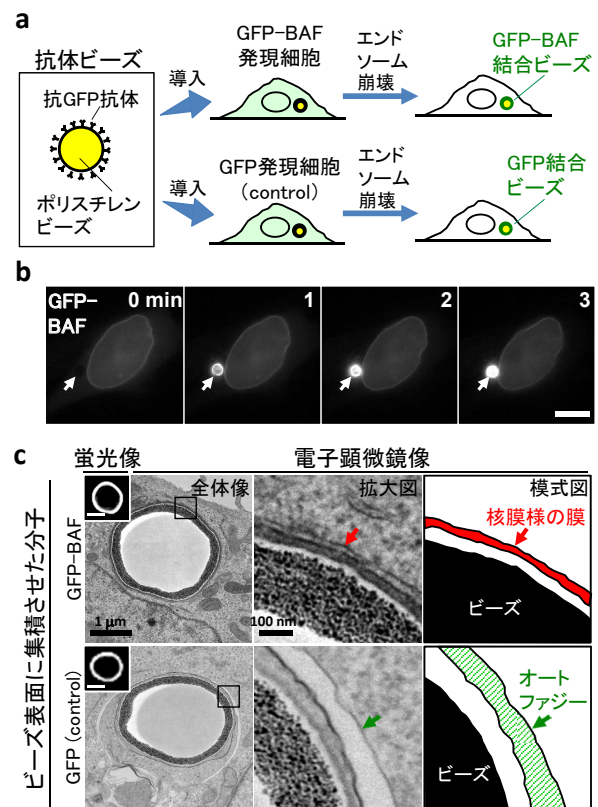 a
抗体ビーズ
抗GFP抗体
ポリスチレン
ビーズ
導入
GFP-BAF
発現細胞
エンド
ソーム
崩壊
GFP-BAF
結合ビーズ
導入
GFP発現細胞
(control)
エンド
ソーム
崩壊
GFP結合
ビーズ
b
GFP-
BAF
0 min
1
2
3
c
蛍光像
電子顕微鏡像
ビーズ表面に集積させた分子
GFP-BAF
全体像
1 μm
拡大図
100 nm
模式図
核膜様の膜
ビーズ
GFP (control)
オート
ファジー
ビーズ